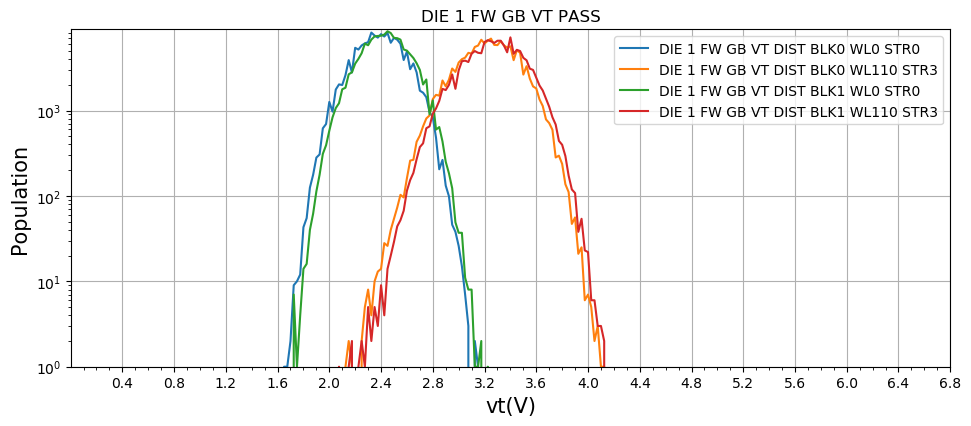 DIE 1 FW GB VT PASS
DIE 1 FW GB VT DIST BLK0 WL0 STR0
DIE 1 FW GB VT DIST BLK0 WL110 STR3
DIE 1 FW GB VT DIST BLK1 WL0 STR0
DIE 1 FW GB VT DIST BLK1 WL110 STR3
Population
10³
10²
10¹
10⁰
0.4 0.8 1.2 1.6 2.0 2.4 2.8 3.2 3.6 4.0 4.4 4.8 5.2 5.6 6.0 6.4 6.8
vt(V)